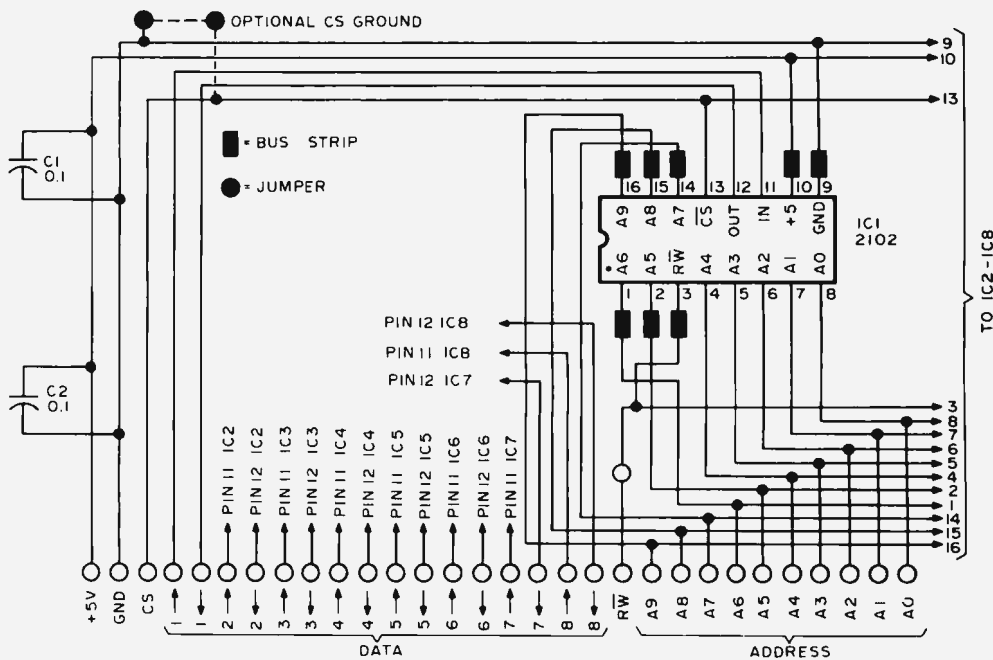 OPTIONAL CS GROUND
9
10
13
= BUS STRIP
= JUMPER
C1
0.1
C2
0.1
16 15 14 13 12 11 10 9
A9 A8 A7 C̅S̅ OUT IN +5 GND
A6 A5 R̅W̅ A4 A3 A2 A1 A0
1 2 3 4 5 6 7 8
IC1
2102
TO IC2-IC8
PIN 12 IC8
PIN 11 IC8
PIN 12 IC7
3
8
7
6
5
4
2
1
14
15
16
PIN 11 IC2
PIN 12 IC2
PIN 11 IC3
PIN 12 IC3
PIN 11 IC4
PIN 12 IC4
PIN 11 IC5
PIN 12 IC5
PIN 11 IC6
PIN 12 IC6
PIN 11 IC7
+5V GND CS 1 1 2 2 3 3 4 4 5 5 6 6 7 7 8 8 R̅W̅ A9 A8 A7 A6 A5 A4 A3 A2 A1 A0
DATA
ADDRESS